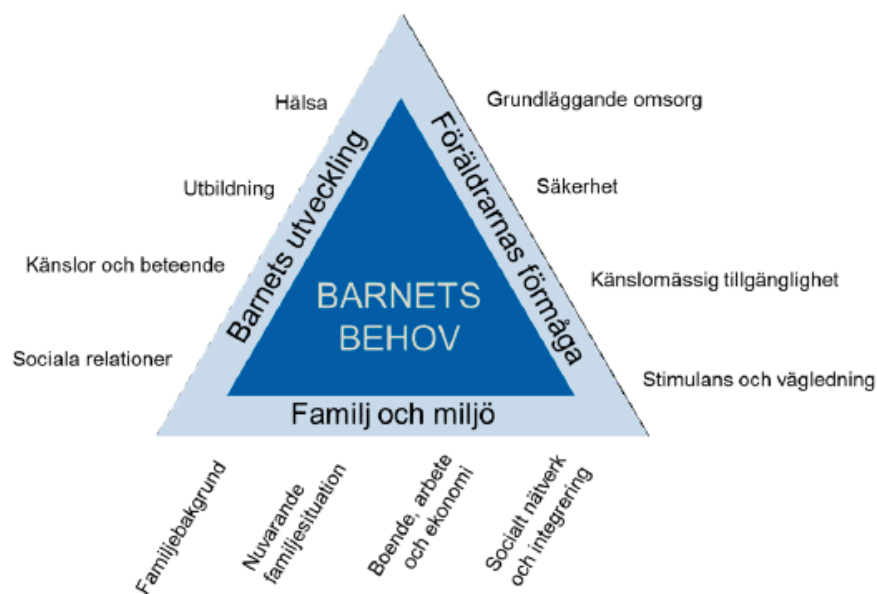 Hälsa
Utbildning
Känslor och beteende
Sociala relationer
Barnets utveckling
BARNETS
BEHOV
Föräldrarnas förmåga
Grundläggande omsorg
Säkerhet
Känslomässig tillgänglighet
Stimulans och vägledning
Familj och miljö
Familjebakgrund
Nuvarande
familjesituation
Boende, arbete
och ekonomi
Socialt nätverk
och integrering